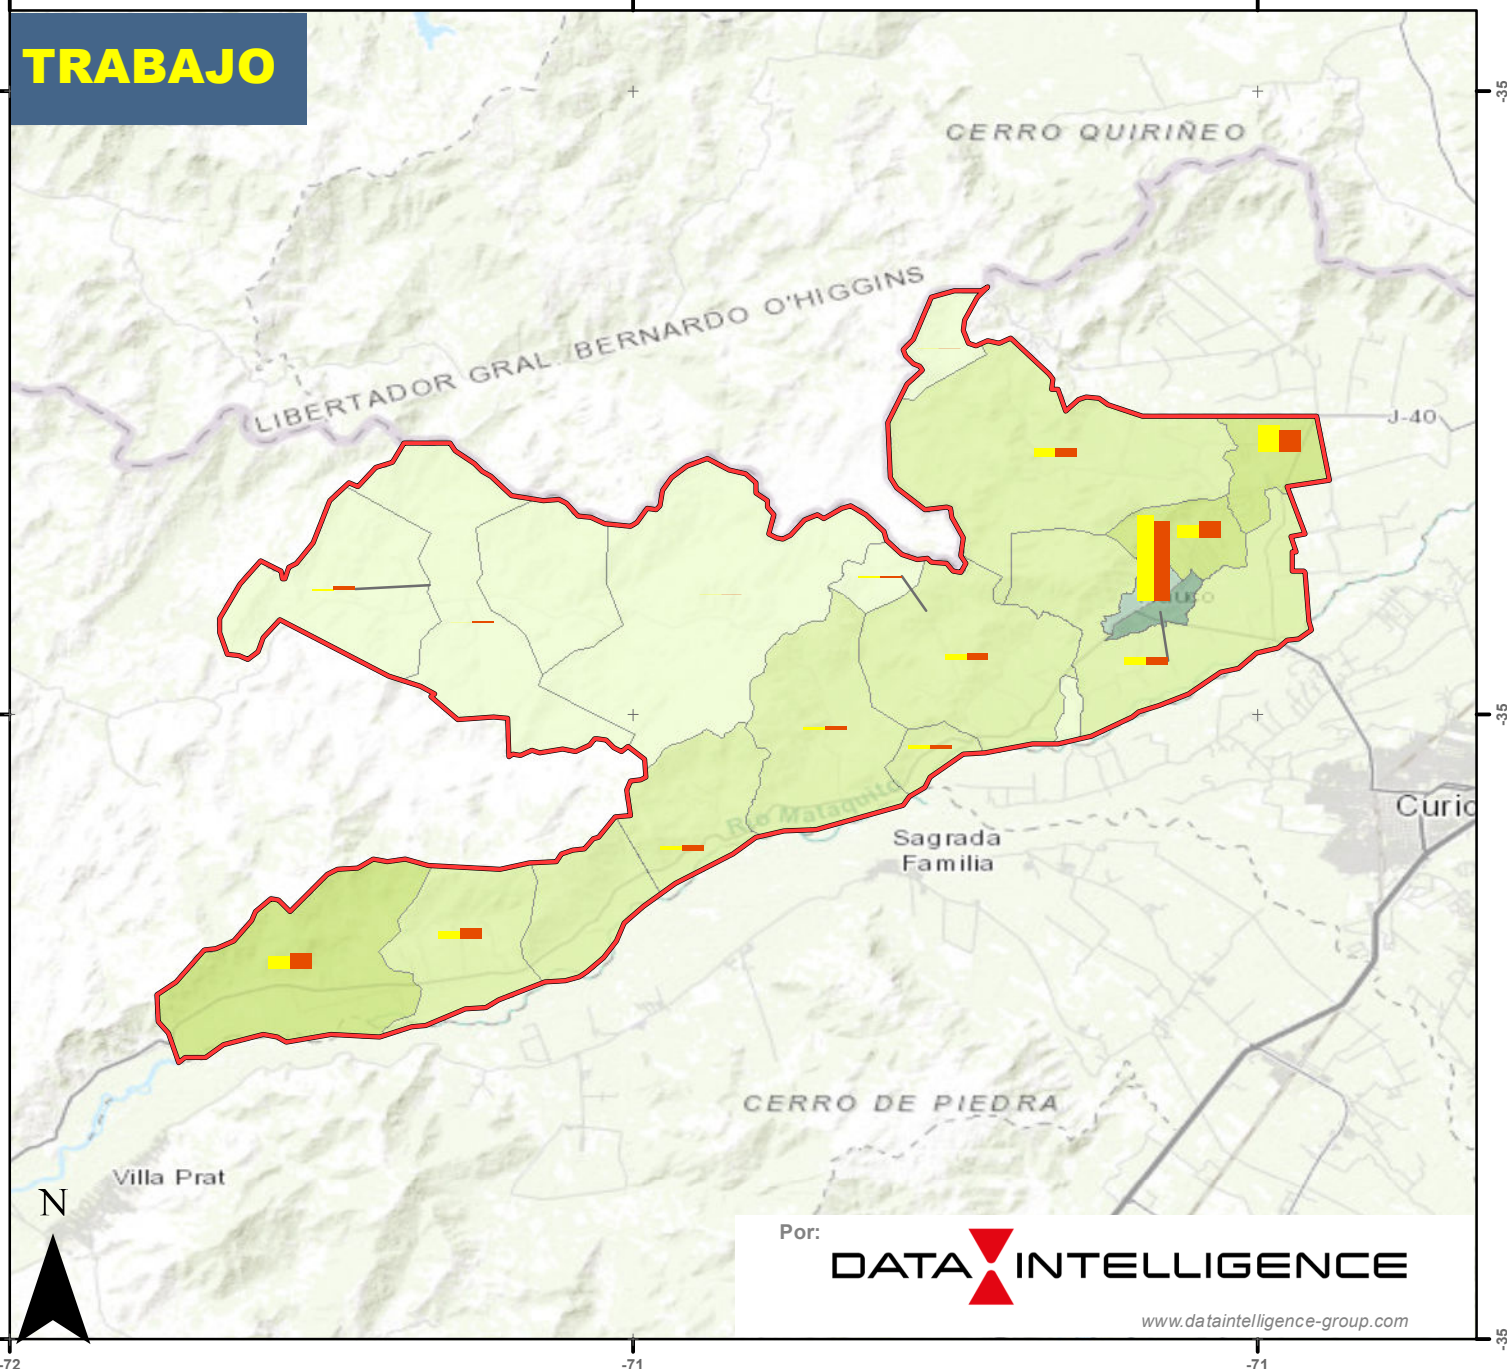 TRABAJO
CERRO QUIRIÑEO
LIBERTADOR GRAL. BERNARDO O'HIGGINS
J-40
Río Mataquito
Sagrada
Familia
Curic
CERRO DE PIEDRA
Villa Prat
N
Por:
DATA INTELLIGENCE
www.dataintelligence-group.com
-35
-35
-35
-72
-71
-71